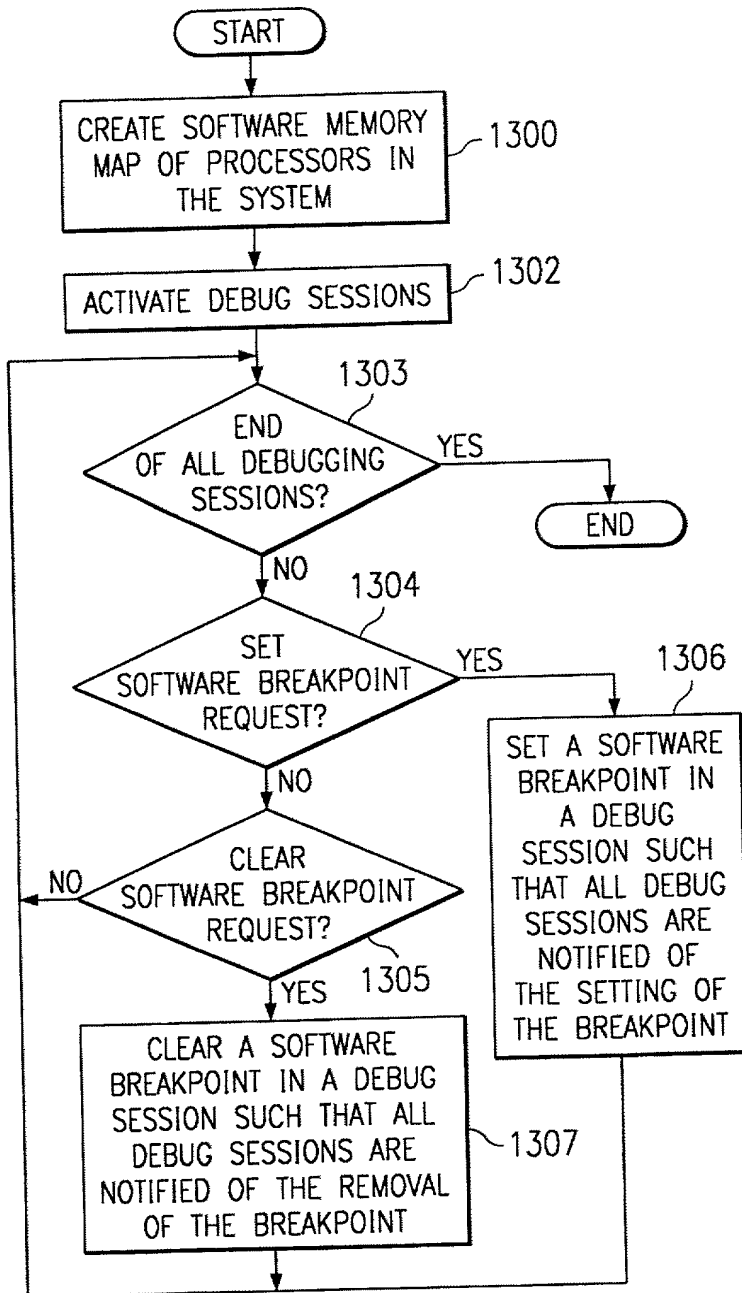 START
CREATE SOFTWARE MEMORY
MAP OF PROCESSORS IN
THE SYSTEM
1300
ACTIVATE DEBUG SESSIONS
1302
1303
END
OF ALL DEBUGGING
SESSIONS?
YES
END
NO
1304
SET
SOFTWARE BREAKPOINT
REQUEST?
YES
1306
SET A SOFTWARE
BREAKPOINT IN
A DEBUG
SESSION SUCH
THAT ALL DEBUG
SESSIONS ARE
NOTIFIED OF
THE SETTING OF
THE BREAKPOINT
NO
CLEAR
SOFTWARE BREAKPOINT
REQUEST?
NO
1305
YES
CLEAR A SOFTWARE
BREAKPOINT IN A DEBUG
SESSION SUCH THAT ALL
DEBUG SESSIONS ARE
NOTIFIED OF THE REMOVAL
OF THE BREAKPOINT
1307